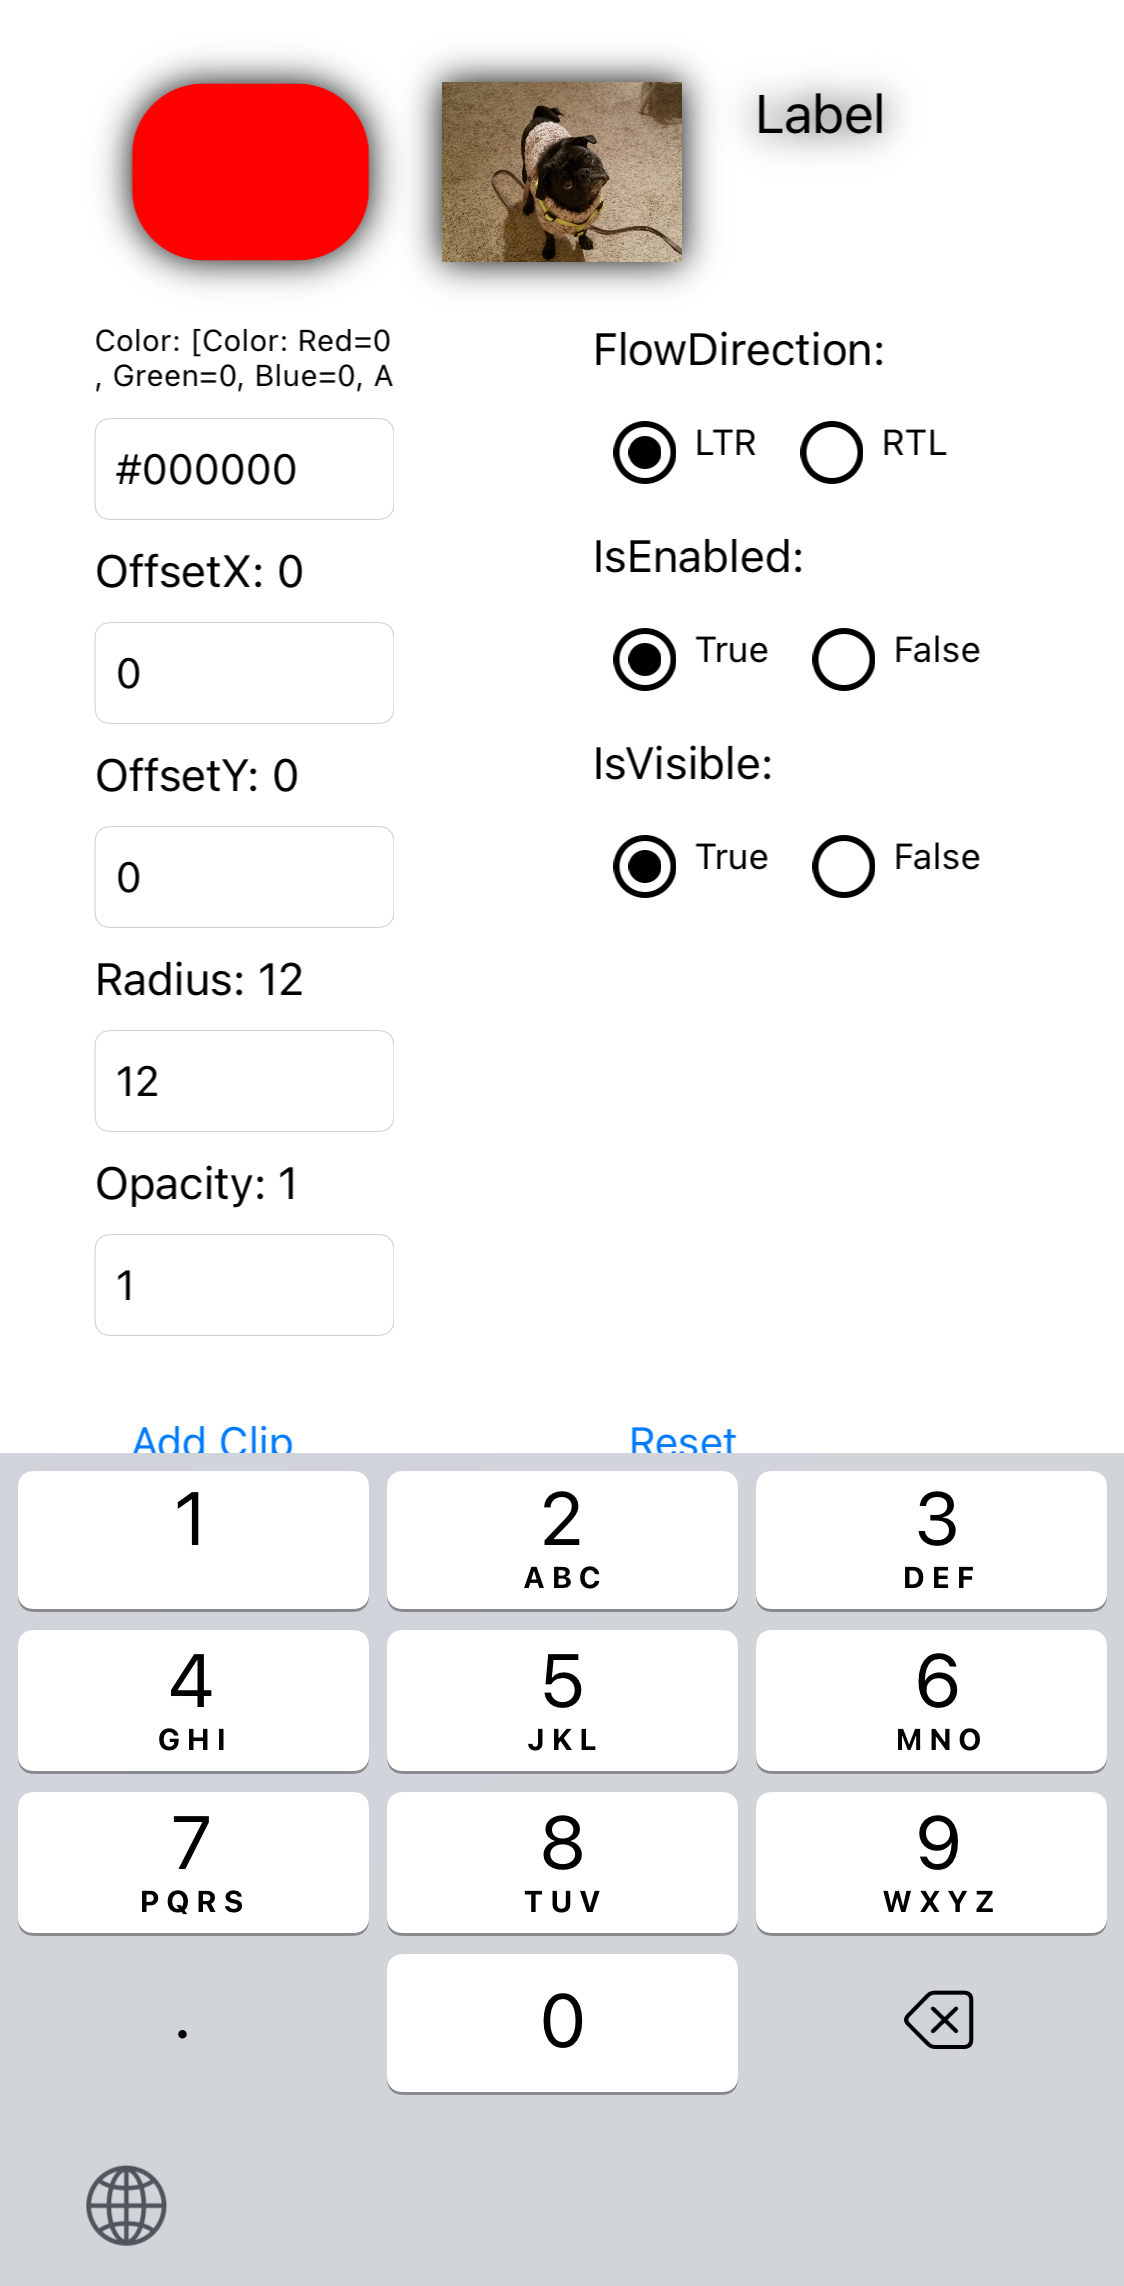 Label
Color: [Color: Red=0
, Green=0, Blue=0, A
#000000
OffsetX: 0
0
OffsetY: 0
0
Radius: 12
12
Opacity: 1
1
FlowDirection:
LTR RTL
IsEnabled:
True False
IsVisible:
True False
Add Clip Reset
1 2 3
ABC DEF
4 5 6
GHI JKL MNO
7 8 9
PQRS TUV WXYZ
. 0